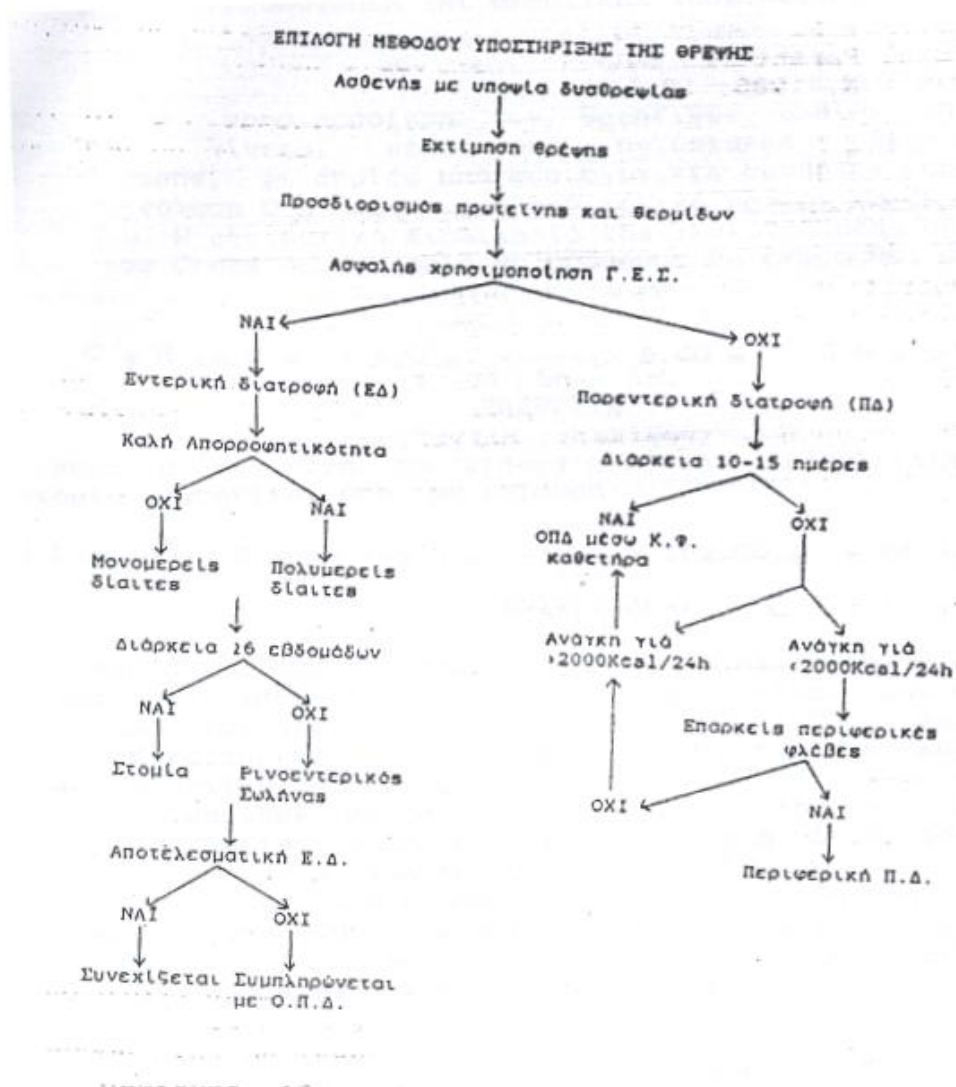 ΕΠΙΛΟΓΗ ΜΕΘΟΔΟΥ ΥΠΟΣΤΗΡΙΞΗΣ ΤΗΣ ΘΡΕΨΗΣ
Ασθενής με υποψία δυσθρεψίας
Εκτίμηση θρέψης
Προσδιορισμός πρωτείνης και θερμίδων
Ασφαλής χρησιμοποίηση Γ.Ε.Σ.
ΝΑΙ
ΟΧΙ
Εντερική διατροφή (ΕΔ)
Καλή Απορροφητικότητα
ΟΧΙ
ΝΑΙ
Μονομερείς
δίαιτες
Πολυμερείς
δίαιτες
Διάρκεια ≥6 εβδομάδων
ΝΑΙ
ΟΧΙ
Στομία
Ρινοεντερικός
Σωλήνας
Αποτελεσματική Ε.Δ.
ΝΑΙ
ΟΧΙ
Συνεχίζεται
Συμπληρώνεται
με Ο.Π.Δ.
Παρεντερική διατροφή (ΠΔ)
Διάρκεια 10-15 ημέρες
ΝΑΙ
ΟΠΔ μέσω Κ.Φ.
καθετήρα
ΟΧΙ
Ανάγκη γιά
>2000Kcal/24h
Ανάγκη γιά
<2000Kcal/24h
Επαρκείς περιφερικές
φλέβες
ΟΧΙ
ΝΑΙ
Περιφερική Π.Δ.